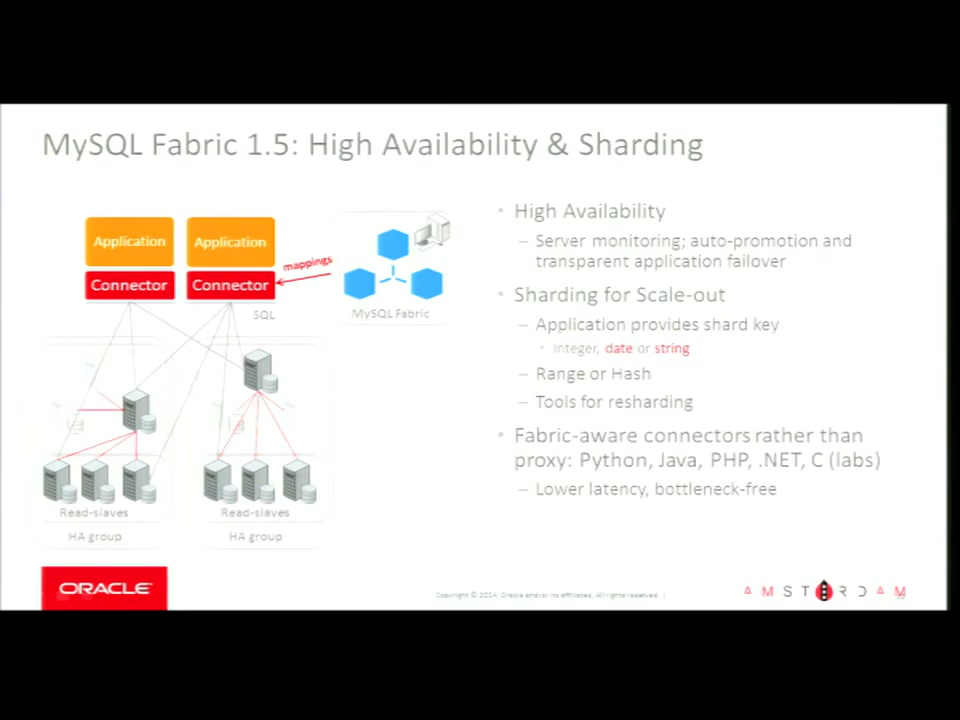 MySQL Fabric 1.5: High Availability & Sharding
Application
Application
Connector
Connector
mappings
SQL
MySQL Fabric
Read-slaves
Read-slaves
HA group
HA group
• High Availability
– Server monitoring; auto-promotion and
transparent application failover
• Sharding for Scale-out
– Application provides shard key
• Integer, date or string
– Range or Hash
– Tools for resharding
• Fabric-aware connectors rather than
proxy: Python, Java, PHP, .NET, C (labs)
– Lower latency, bottleneck-free
ORACLE
Copyright © 2014, Oracle and/or its affiliates. All rights reserved. |
AMSTERDAM